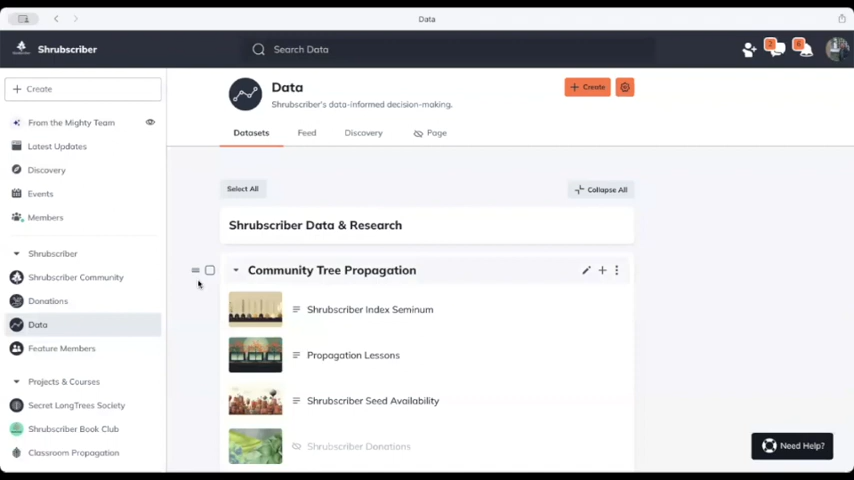 Data
Shrubscriber
Search Data
2
6
Create
From the Mighty Team
Latest Updates
Discovery
Events
Members
Shrubscriber
Shrubscriber Community
Donations
Data
Feature Members
Projects & Courses
Secret LongTrees Society
Shrubscriber Book Club
Classroom Propagation
Data
Shrubscriber's data-informed decision-making.
Create
Datasets Feed Discovery Page
Select All
Collapse All
Shrubscriber Data & Research
Community Tree Propagation
Shrubscriber Index Seminum
Propagation Lessons
Shrubscriber Seed Availability
Shrubscriber Donations
Need Help?